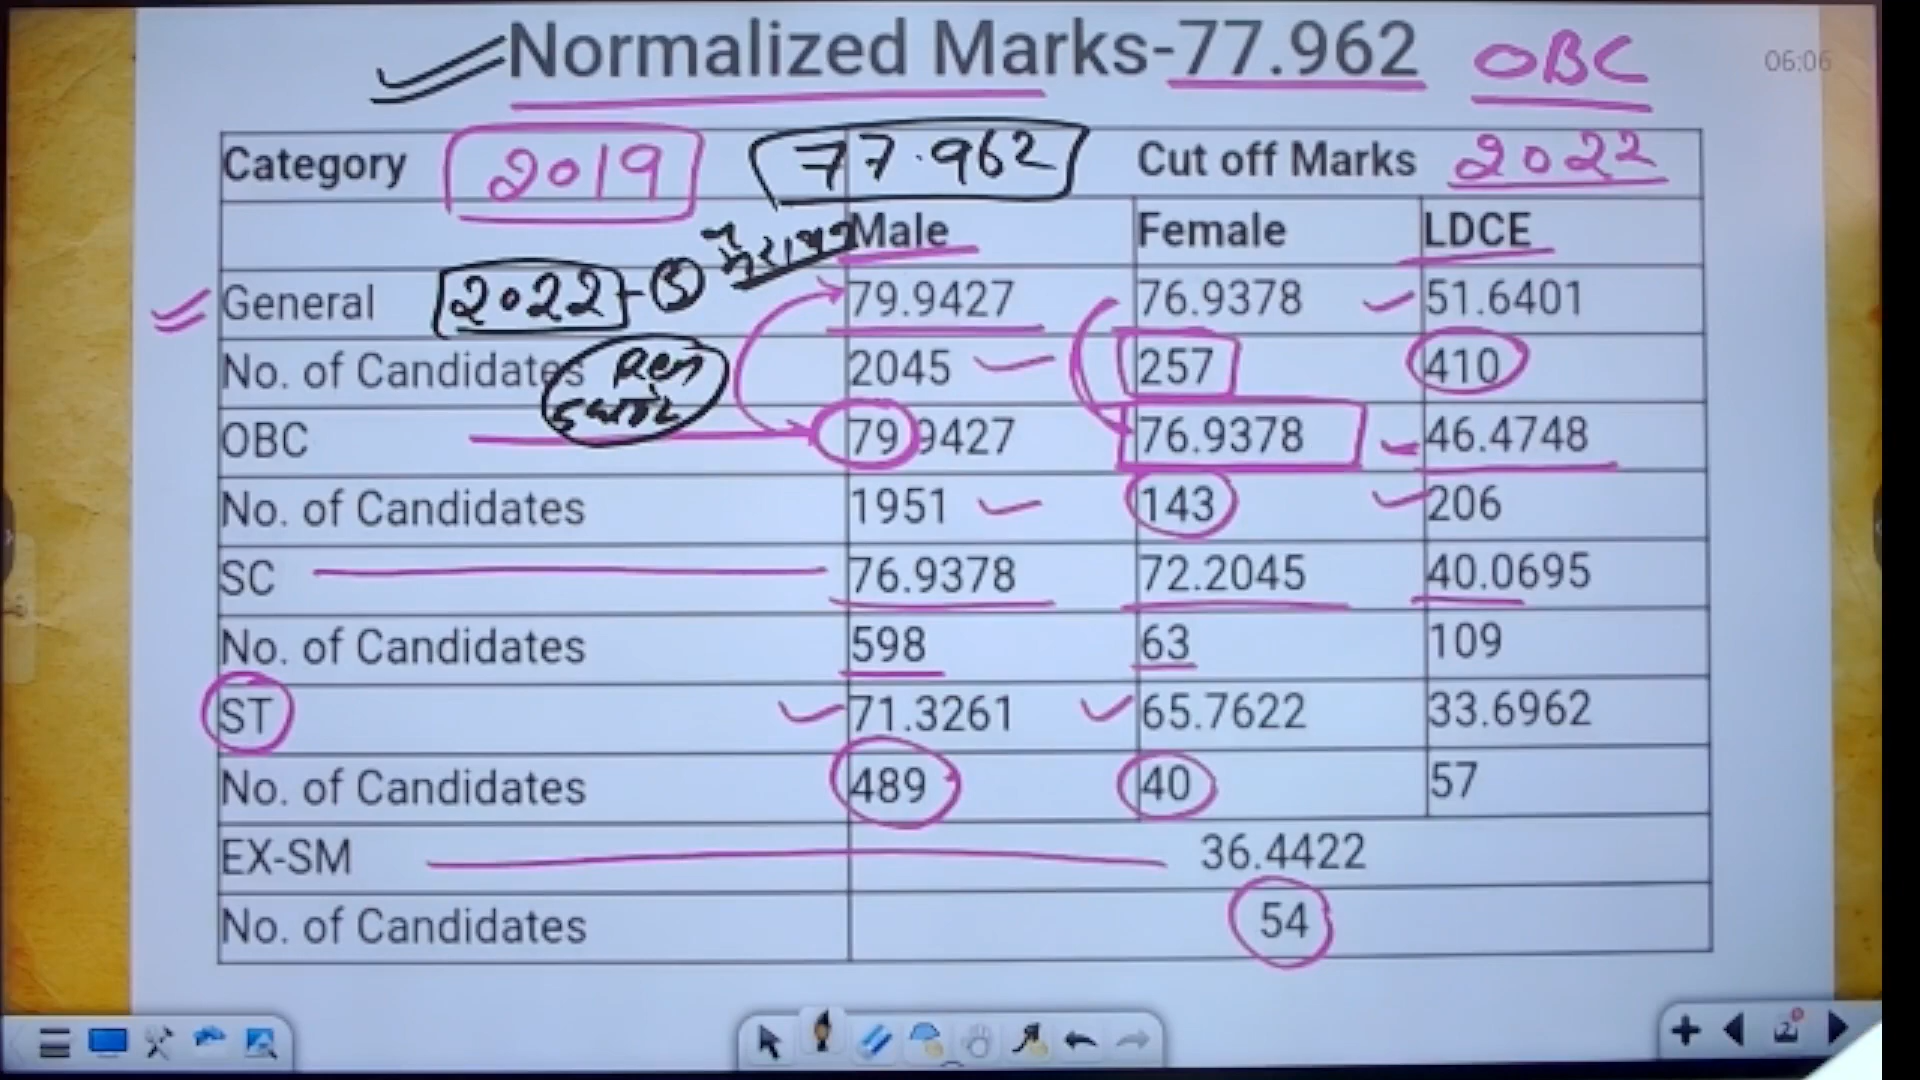 Normalized Marks-77.962 OBC
06:06
Category 2019 77.962 Cut off Marks 2022
Male Female LDCE
General 2022 79.9427 76.9378 51.6401
No. of Candidates 2045 257 410
OBC 79.9427 76.9378 46.4748
No. of Candidates 1951 143 206
SC 76.9378 72.2045 40.0695
No. of Candidates 598 63 109
ST 71.3261 65.7622 33.6962
No. of Candidates 489 40 57
EX-SM 36.4422
No. of Candidates 54
2